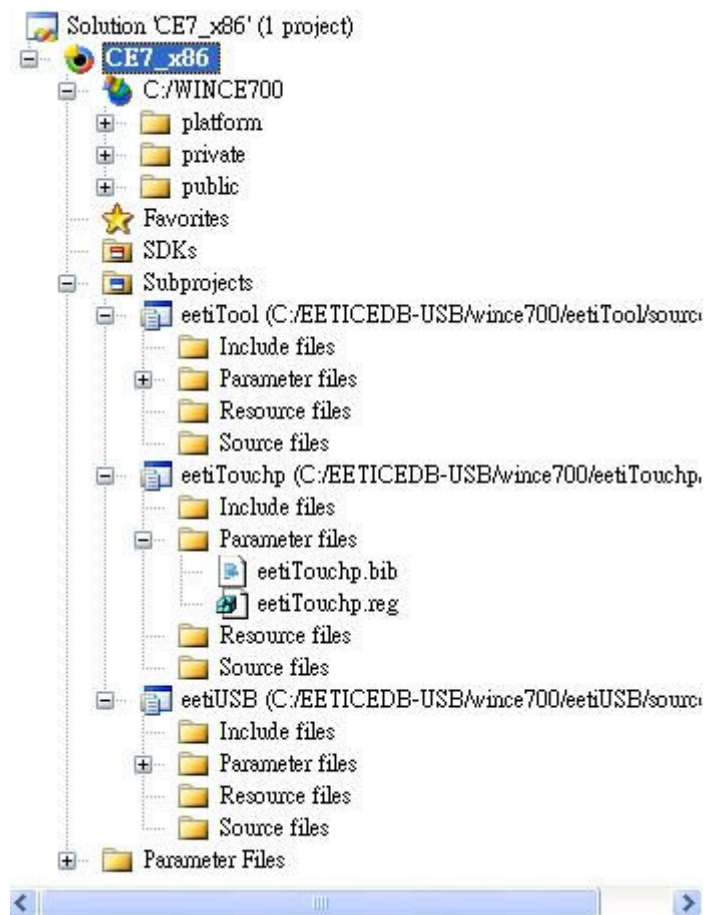 Solution 'CE7_x86' (1 project)
CE7_x86
C:/WINCE700
platform
private
public
Favorites
SDKs
Subprojects
eetiTool (C:/EETICEDB-USB/wince700/eetiTool/sourc
Include files
Parameter files
Resource files
Source files
eetiTouchp (C:/EETICEDB-USB/wince700/eetiTouchp
Include files
Parameter files
eetiTouchp.bib
eetiTouchp.reg
Resource files
Source files
eetiUSB (C:/EETICEDB-USB/wince700/eetiUSB/sourc
Include files
Parameter files
Resource files
Source files
Parameter Files